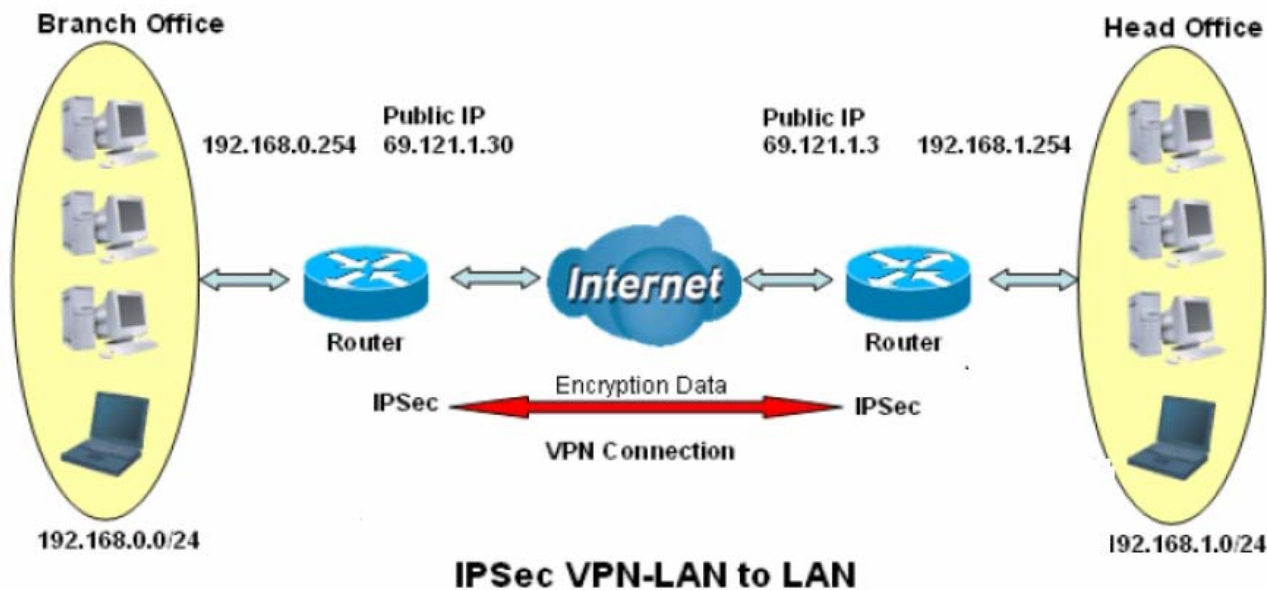 Branch Office
Head Office
Public IP
69.121.1.30
192.168.0.254
Public IP
69.121.1.3
192.168.1.254
Internet
Router
Router
Encryption Data
IPSec
IPSec
VPN Connection
192.168.0.0/24
192.168.1.0/24
IPSec VPN-LAN to LAN